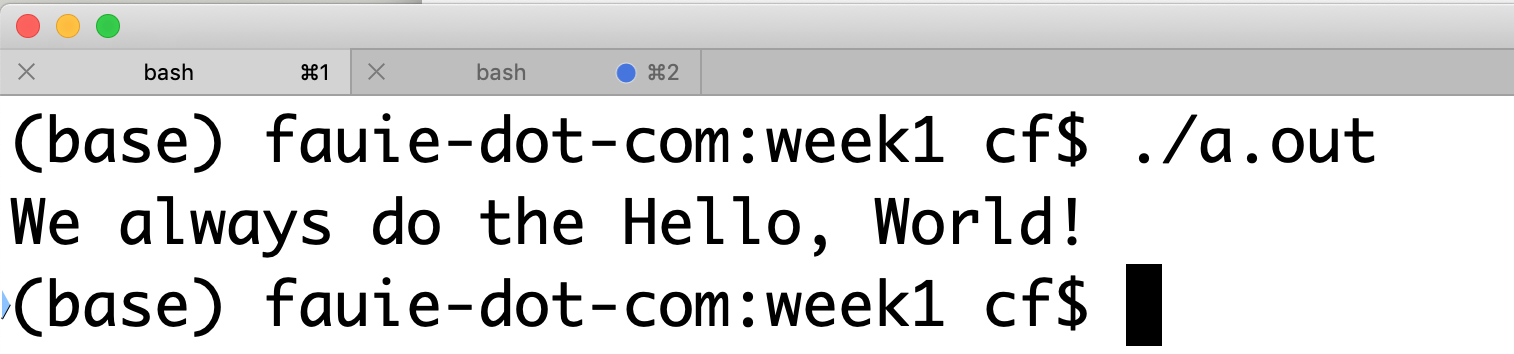 bash ⌘1 bash ⌘2
(base) fauie-dot-com:week1 cf$ ./a.out
We always do the Hello, World!
(base) fauie-dot-com:week1 cf$